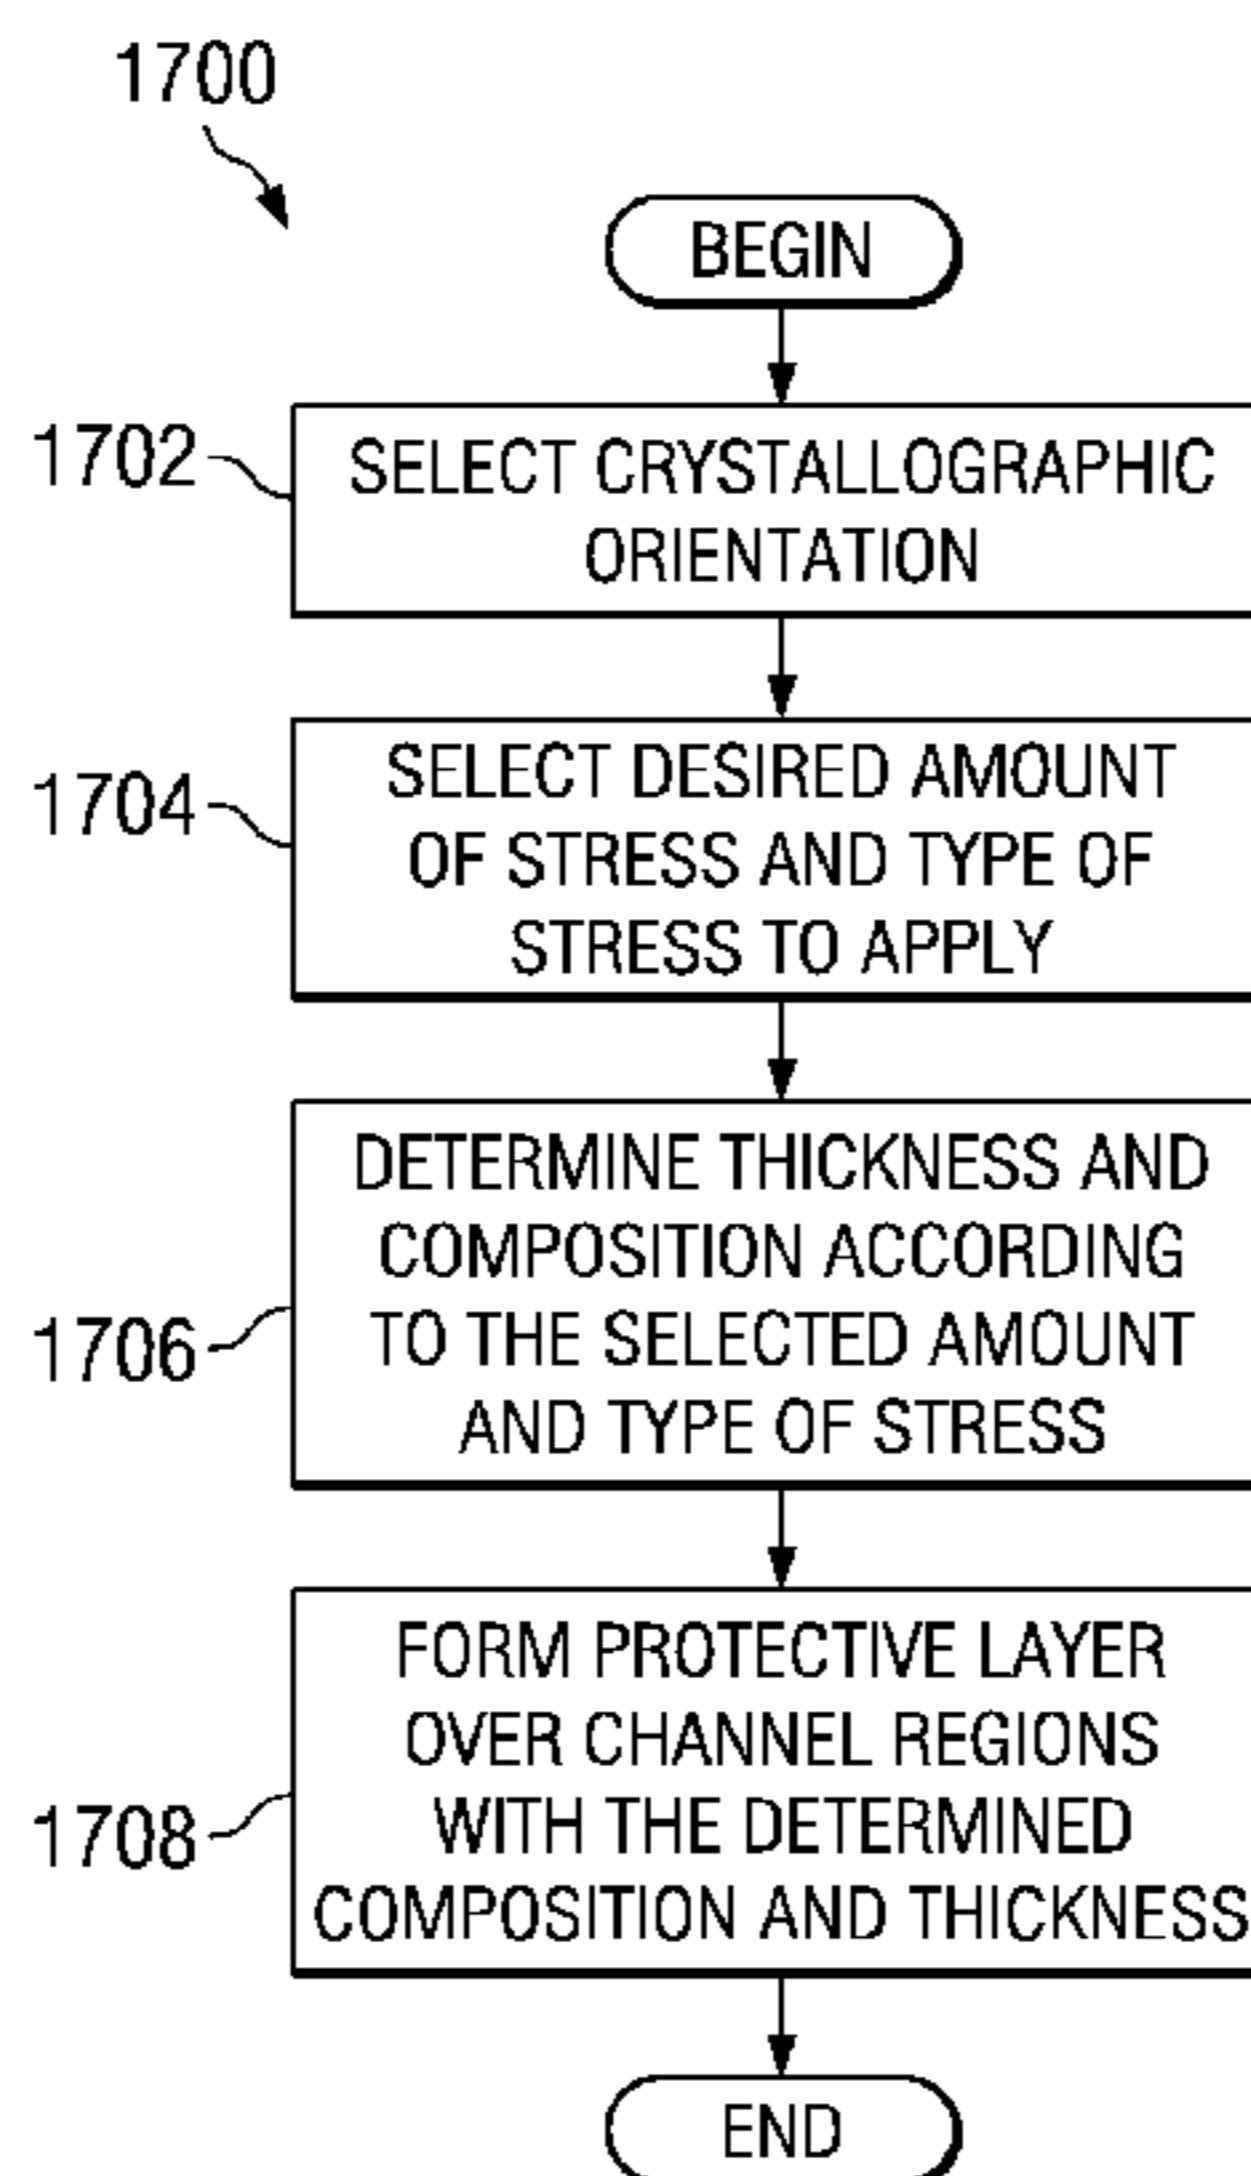 1700
BEGIN
1702
SELECT CRYSTALLOGRAPHIC
ORIENTATION
1704
SELECT DESIRED AMOUNT
OF STRESS AND TYPE OF
STRESS TO APPLY
1706
DETERMINE THICKNESS AND
COMPOSITION ACCORDING
TO THE SELECTED AMOUNT
AND TYPE OF STRESS
1708
FORM PROTECTIVE LAYER
OVER CHANNEL REGIONS
WITH THE DETERMINED
COMPOSITION AND THICKNESS
END